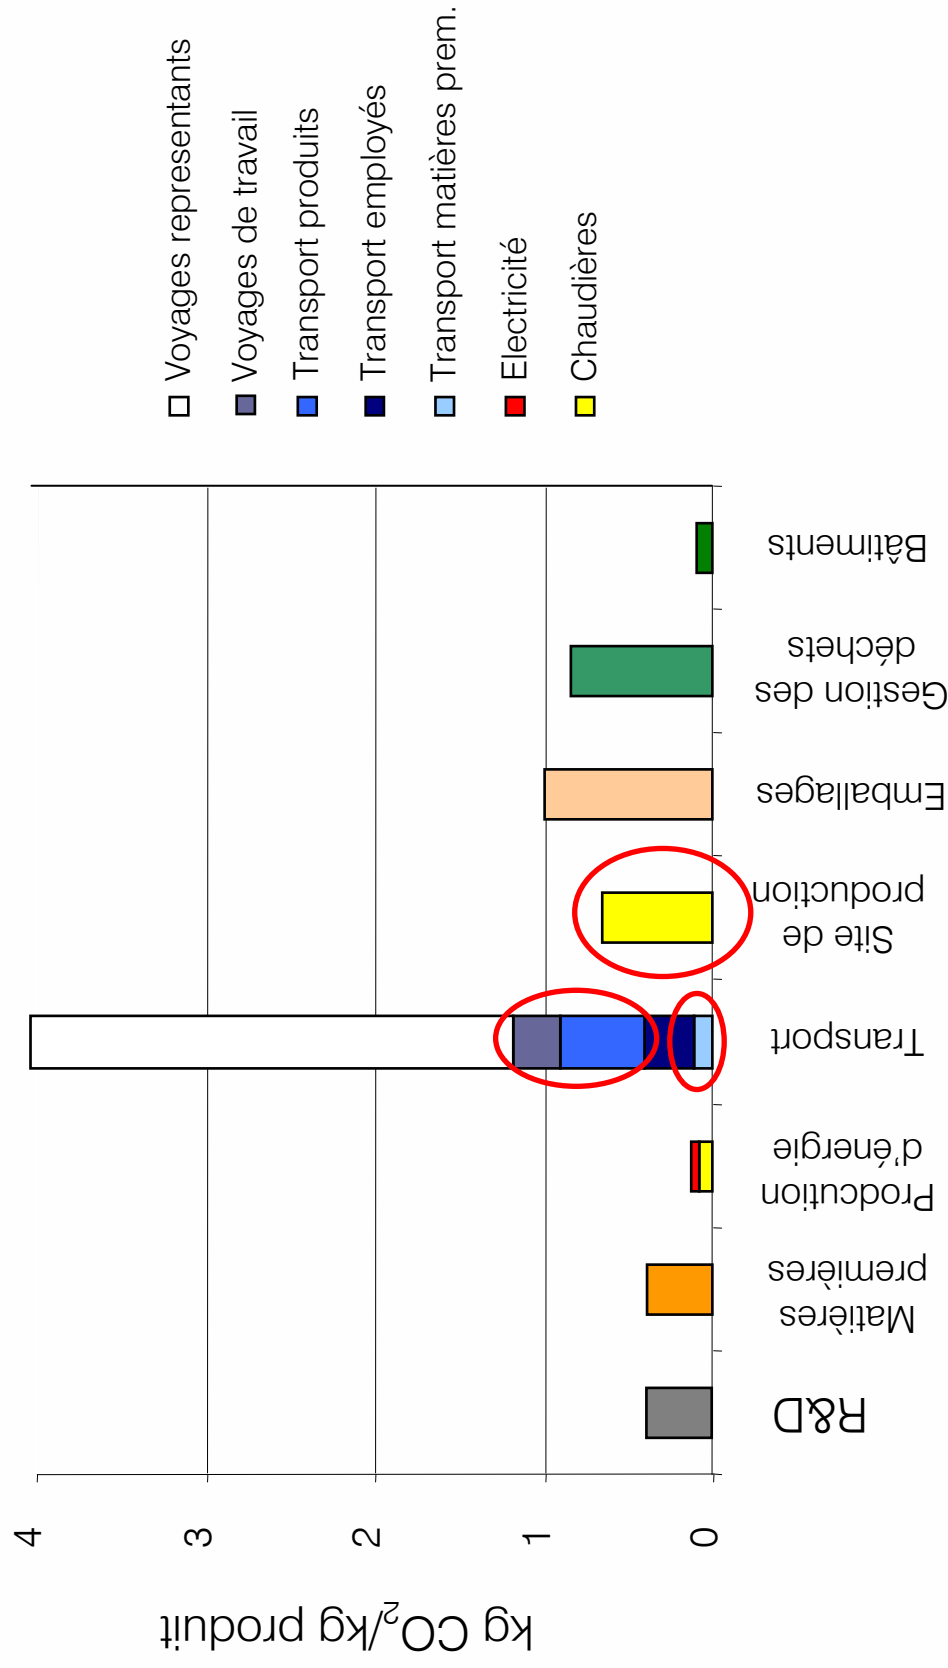 kg CO₂/kg produit
4
3
2
1
0
R&D
Matières
premières
Prodcution
d'énergie
Transport
Site de
production
Emballages
Gestion des
déchets
Bâtiments
Voyages representants
Voyages de travail
Transport produits
Transport employés
Transport matières prem.
Electricité
Chaudières